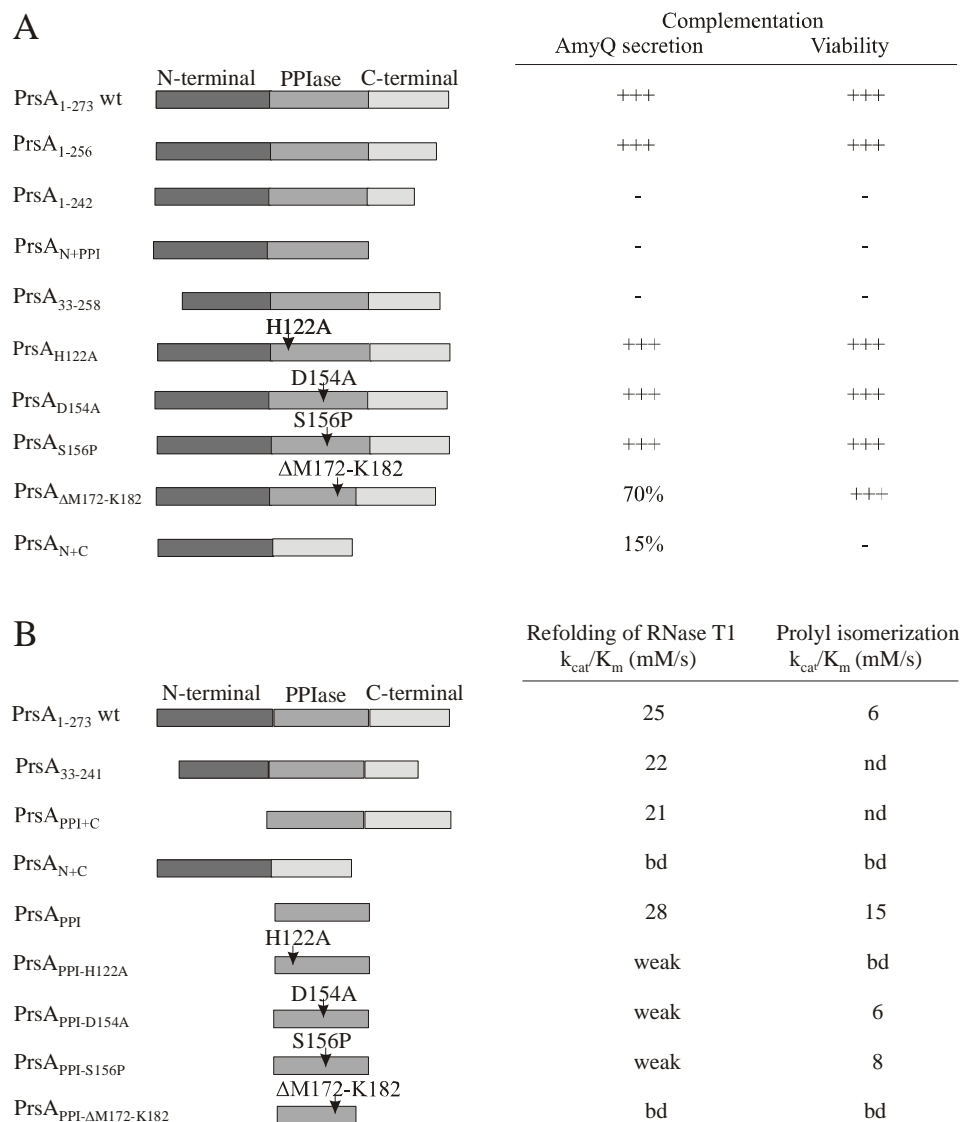 A
Complementation
AmyQ secretion Viability
N-terminal PPIase C-terminal
PrsA1-273 wt +++ +++
PrsA1-256 +++ +++
PrsA1-242 - -
PrsAN+PPI - -
PrsA33-258 - -
H122A
PrsAH122A +++ +++
D154A
PrsAD154A +++ +++
S156P
PrsAS156P +++ +++
ΔM172-K182
PrsAΔM172-K182 70% +++
PrsAN+C 15% -
B
Refolding of RNase T1 Prolyl isomerization
kcat/Km (mM/s) kcat/Km (mM/s)
N-terminal PPIase C-terminal
PrsA1-273 wt 25 6
PrsA33-241 22 nd
PrsAPPI+C 21 nd
PrsAN+C bd bd
PrsAPPI 28 15
H122A
PrsAPPI-H122A weak bd
D154A
PrsAPPI-D154A weak 6
S156P
PrsAPPI-S156P weak 8
ΔM172-K182
PrsAPPI-ΔM172-K182 bd bd